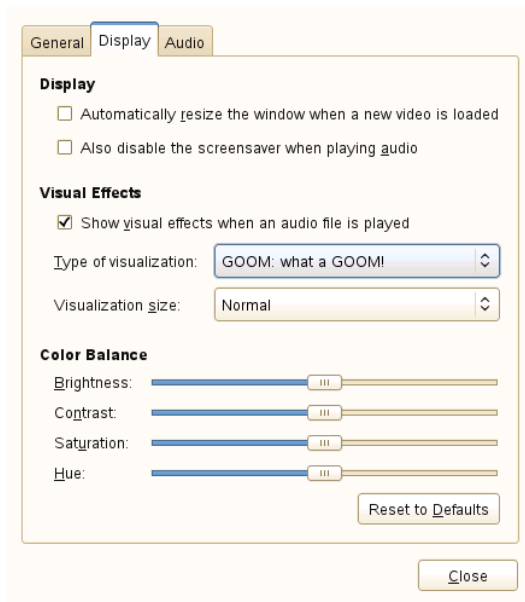 General Display Audio
Display
Automatically resize the window when a new video is loaded
Also disable the screensaver when playing audio
Visual Effects
Show visual effects when an audio file is played
Type of visualization: GOOM: what a GOOM!
Visualization size: Normal
Color Balance
Brightness:
Contrast:
Saturation:
Hue:
Reset to Defaults
Close